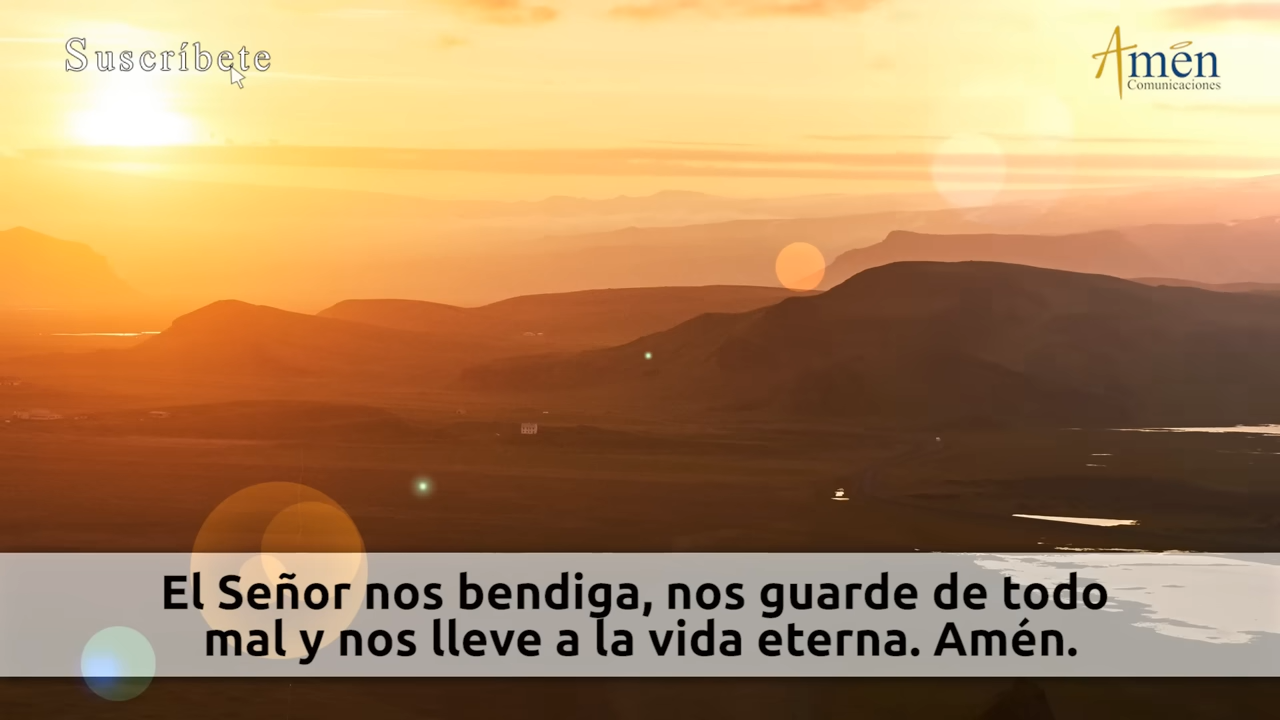 Suscríbete
Amén
Comunicaciones
El Señor nos bendiga, nos guarde de todo
mal y nos lleve a la vida eterna. Amén.